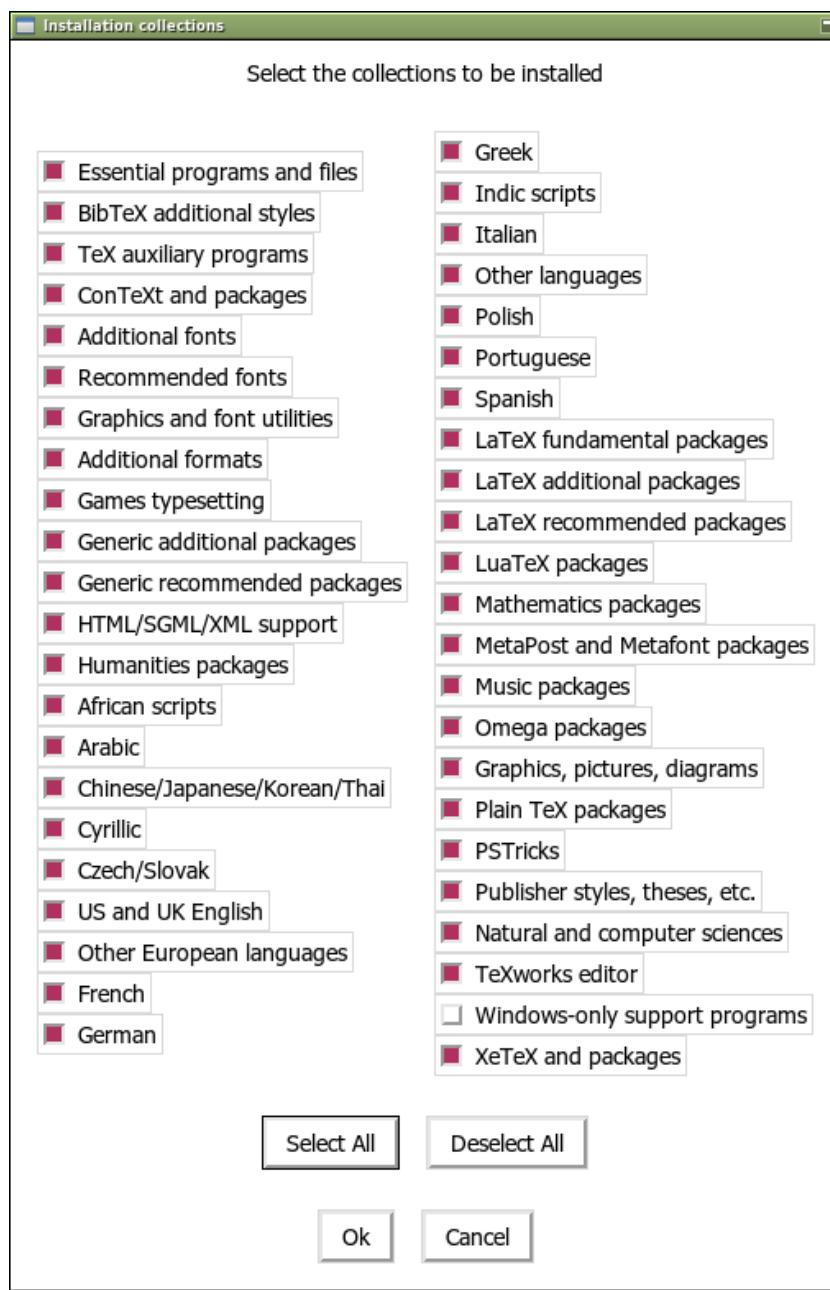 Installation collections
Select the collections to be installed
Essential programs and files
BibTeX additional styles
TeX auxiliary programs
ConTeXt and packages
Additional fonts
Recommended fonts
Graphics and font utilities
Additional formats
Games typesetting
Generic additional packages
Generic recommended packages
HTML/SGML/XML support
Humanities packages
African scripts
Arabic
Chinese/Japanese/Korean/Thai
Cyrillic
Czech/Slovak
US and UK English
Other European languages
French
German
Greek
Indic scripts
Italian
Other languages
Polish
Portuguese
Spanish
LaTeX fundamental packages
LaTeX additional packages
LaTeX recommended packages
LuaTeX packages
Mathematics packages
MetaPost and Metafont packages
Music packages
Omega packages
Graphics, pictures, diagrams
Plain TeX packages
PSTricks
Publisher styles, theses, etc.
Natural and computer sciences
TeXworks editor
Windows-only support programs
XeTeX and packages
Select All
Deselect All
Ok
Cancel